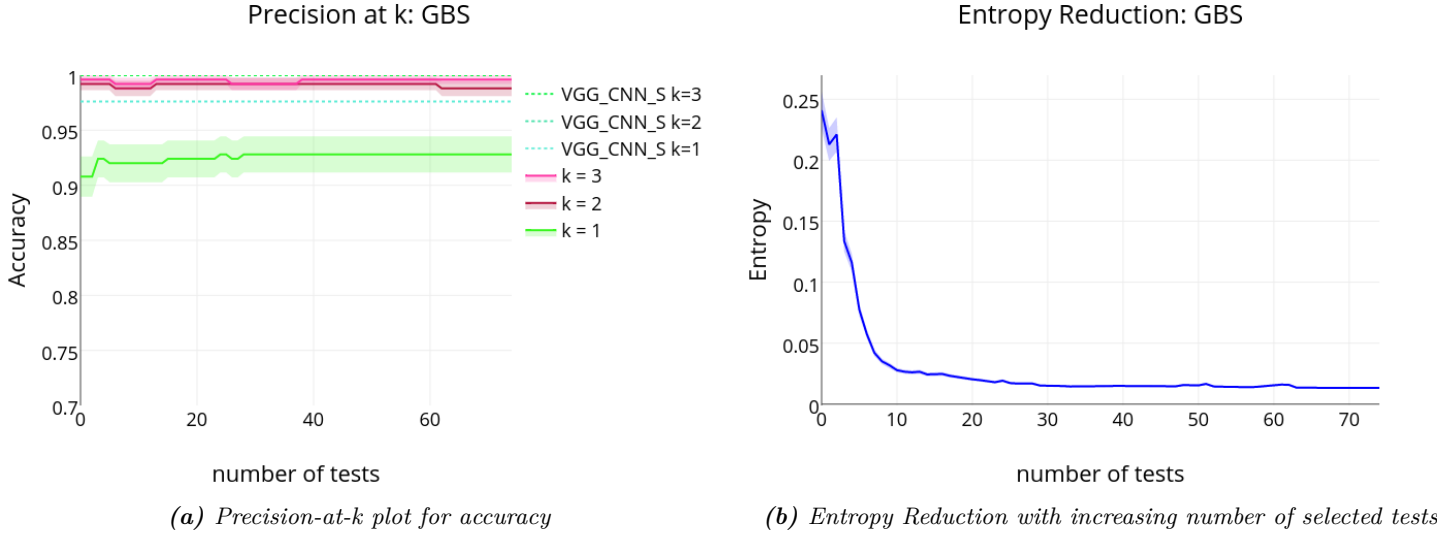 Precision at k: GBS
1
0.95
0.9
0.85
0.8
0.75
0.7
0
20
40
60
Accuracy
number of tests
VGG_CNN_S k=3
VGG_CNN_S k=2
VGG_CNN_S k=1
k = 3
k = 2
k = 1
(a) Precision-at-k plot for accuracy
Entropy Reduction: GBS
0.25
0.2
0.15
0.1
0.05
0
0
10
20
30
40
50
60
70
Entropy
number of tests
(b) Entropy Reduction with increasing number of selected tests